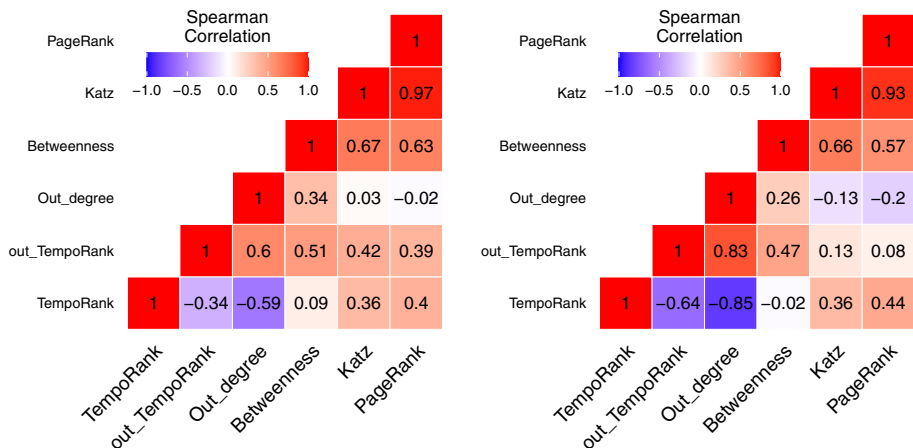 Spearman
Correlation
−1.0 −0.5 0.0 0.5 1.0
PageRank 1
Katz 1 0.97
Betweenness 1 0.67 0.63
Out_degree 1 0.34 0.03 −0.02
out_TempoRank 1 0.6 0.51 0.42 0.39
TempoRank 1 −0.34 −0.59 0.09 0.36 0.4
TempoRank
out_TempoRank
Out_degree
Betweenness
Katz
PageRank
Spearman
Correlation
−1.0 −0.5 0.0 0.5 1.0
PageRank 1
Katz 1 0.93
Betweenness 1 0.66 0.57
Out_degree 1 0.26 −0.13 −0.2
out_TempoRank 1 0.83 0.47 0.13 0.08
TempoRank 1 −0.64 −0.85 −0.02 0.36 0.44
TempoRank
out_TempoRank
Out_degree
Betweenness
Katz
PageRank